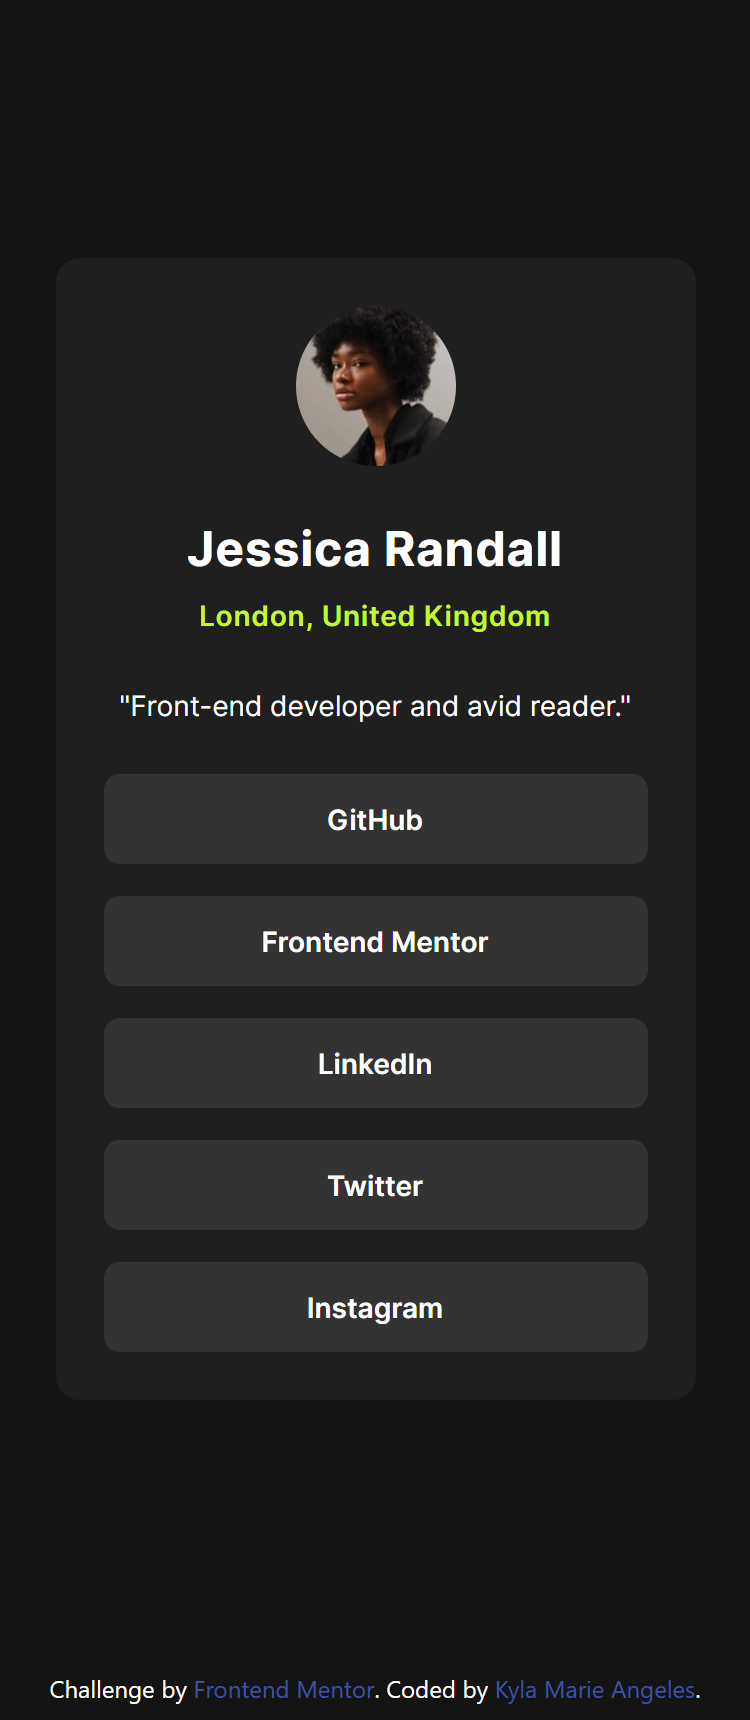 Jessica Randall
London, United Kingdom
"Front-end developer and avid reader."
GitHub
Frontend Mentor
LinkedIn
Twitter
Instagram
Challenge by Frontend Mentor. Coded by Kyla Marie Angeles.